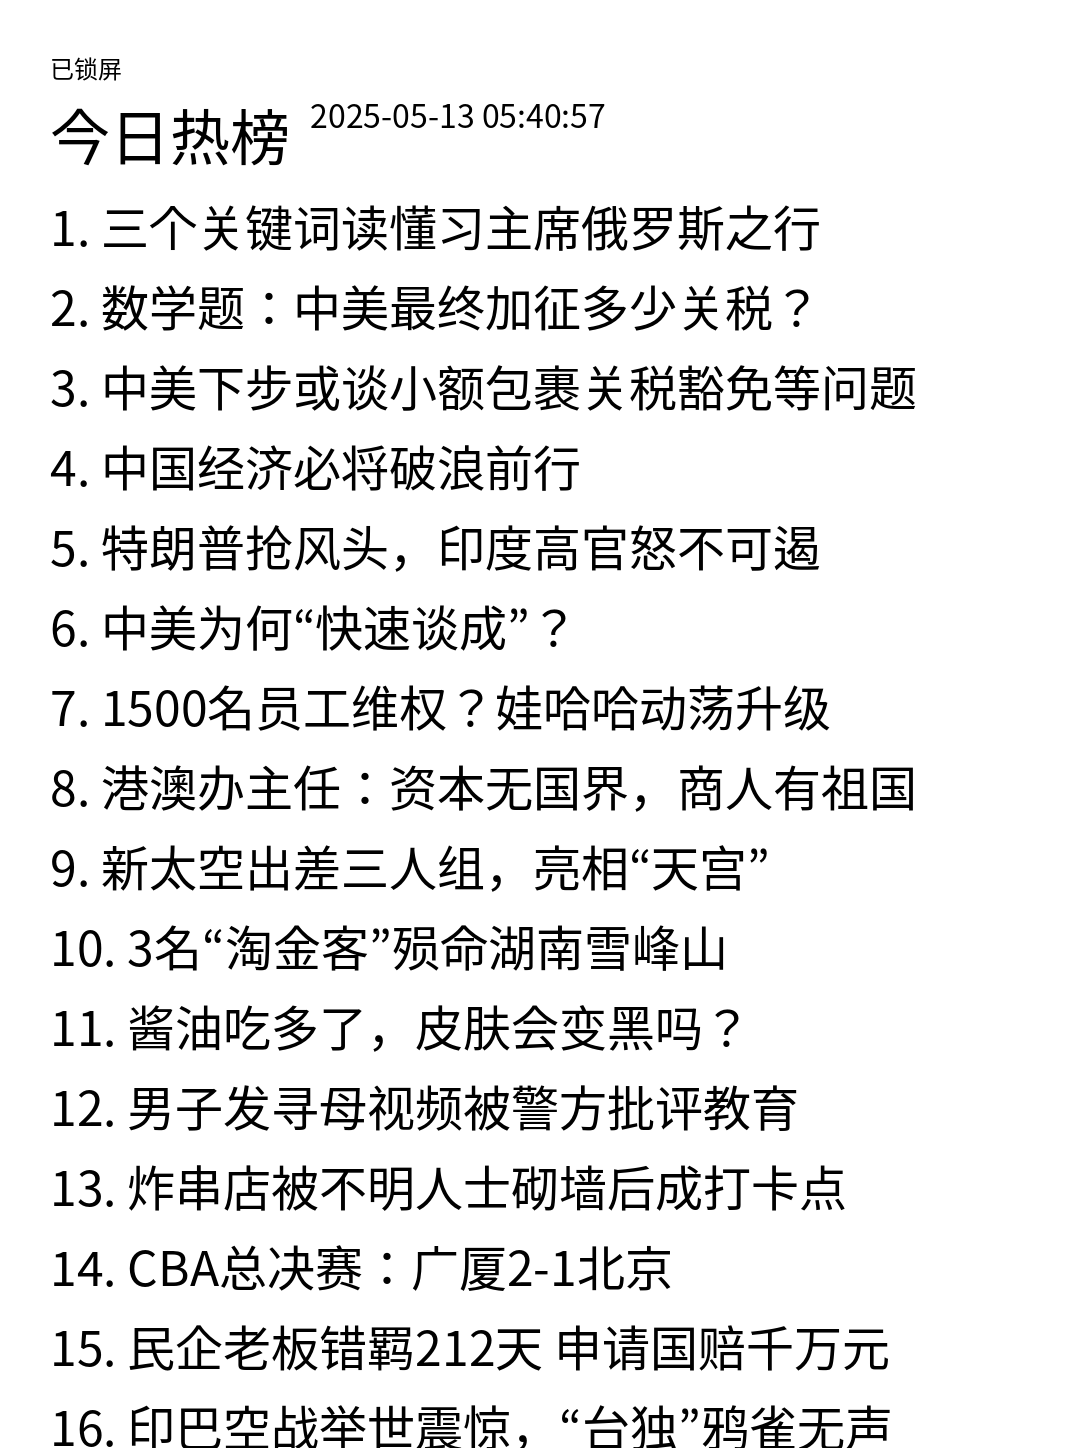 已锁屏
今日热榜 2025-05-13 05:40:57
1. 三个关键词读懂习主席俄罗斯之行
2. 数学题：中美最终加征多少关税？
3. 中美下步或谈小额包裹关税豁免等问题
4. 中国经济必将破浪前行
5. 特朗普抢风头，印度高官怒不可遏
6. 中美为何“快速谈成”？
7. 1500名员工维权？娃哈哈动荡升级
8. 港澳办主任：资本无国界，商人有祖国
9. 新太空出差三人组，亮相“天宫”
10. 3名“淘金客”殒命湖南雪峰山
11. 酱油吃多了，皮肤会变黑吗？
12. 男子发寻母视频被警方批评教育
13. 炸串店被不明人士砌墙后成打卡点
14. CBA总决赛：广厦2-1北京
15. 民企老板错羁212天 申请国赔千万元
16. 印巴空战举世震惊，“台独”鸦雀无声